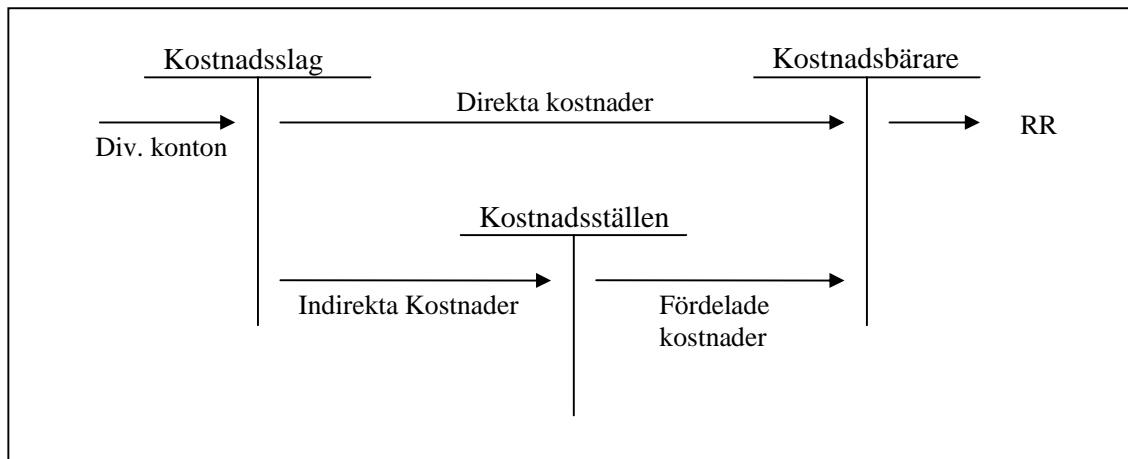 Kostnadsslag
Kostnadsbärare
Direkta kostnader
Div. konton
RR
Kostnadsställen
Indirekta Kostnader
Fördelade
kostnader